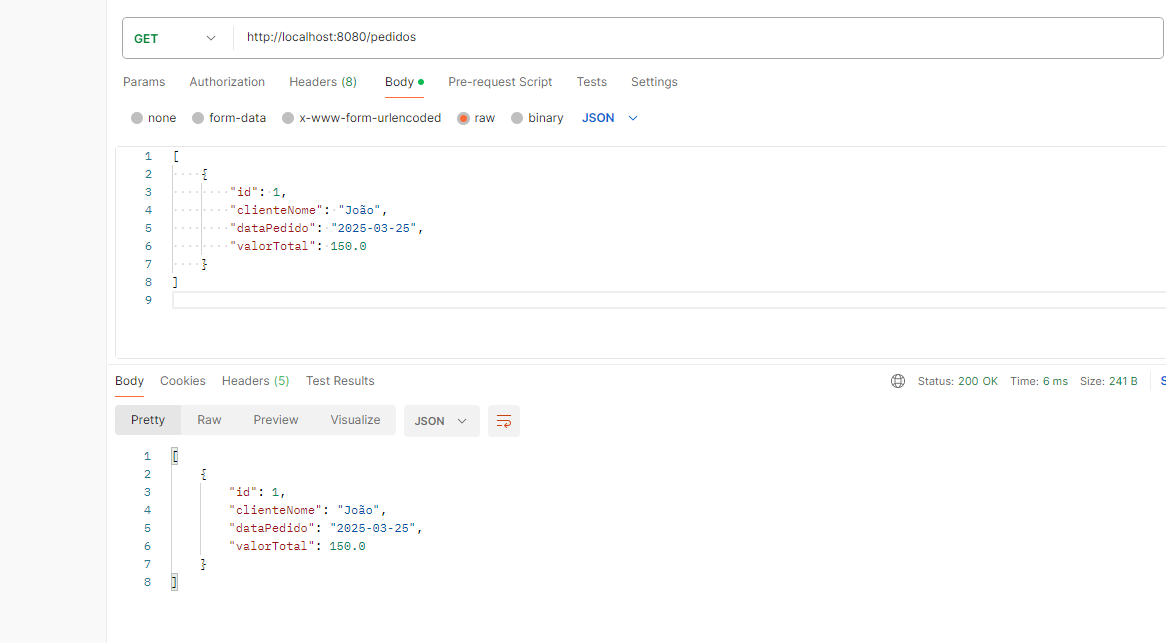 GET http://localhost:8080/pedidos
Params Authorization Headers (8) Body Pre-request Script Tests Settings
none form-data x-www-form-urlencoded raw binary JSON
1 [
2 {
3 "id": 1,
4 "clienteNome": "João",
5 "dataPedido": "2025-03-25",
6 "valorTotal": 150.0
7 }
8 ]
9
Body Cookies Headers (5) Test Results Status: 200 OK Time: 6 ms Size: 241 B
Pretty Raw Preview Visualize JSON
1 [
2 {
3 "id": 1,
4 "clienteNome": "João",
5 "dataPedido": "2025-03-25",
6 "valorTotal": 150.0
7 }
8 ]